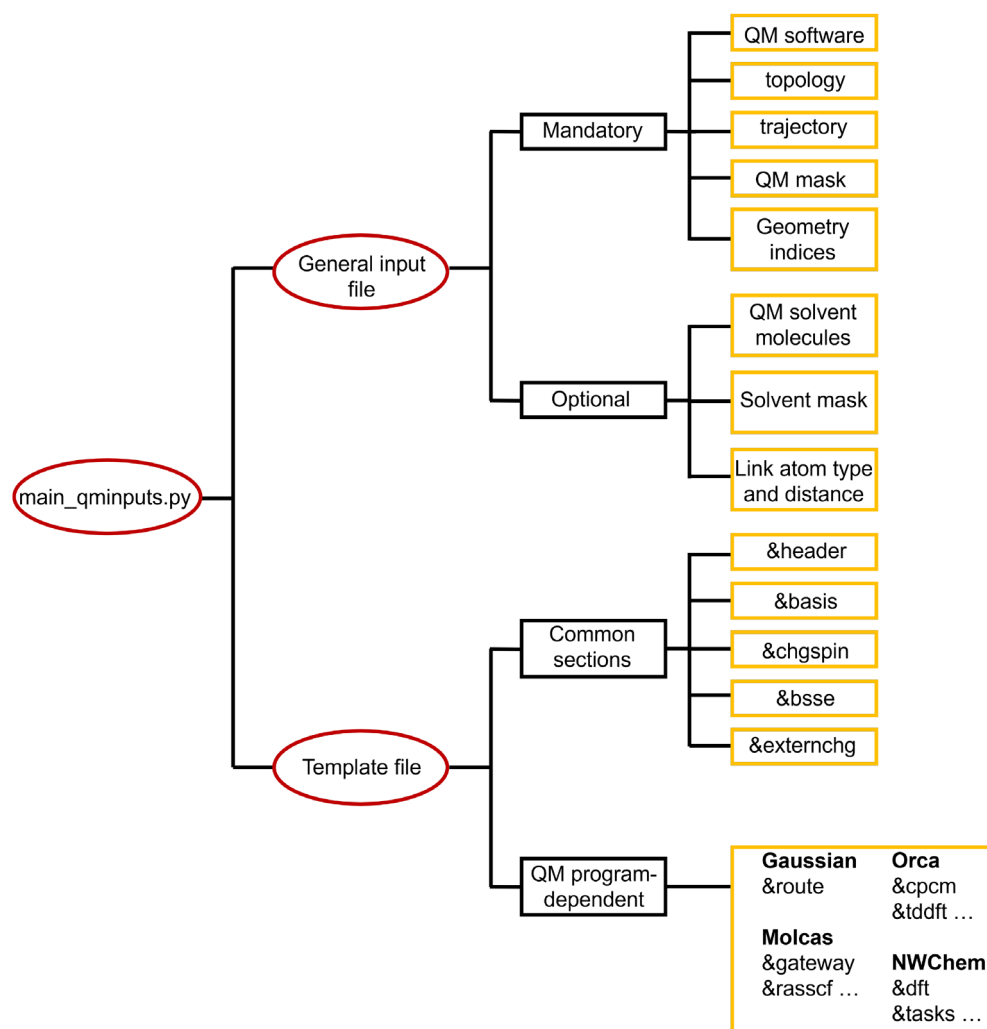 QM software
topology
Mandatory
trajectory
QM mask
Geometry
indices
General input
file
QM solvent
molecules
Optional
Solvent mask
Link atom type
and distance
main_qminputs.py
&header
&basis
Common
sections
&chgspin
&bsse
&externchg
Template file
QM program-
dependent
Gaussian
&route
Orca
&cpcm
&tddft ...
Molcas
&gateway
&rasscf ...
NWChem
&dft
&tasks ...